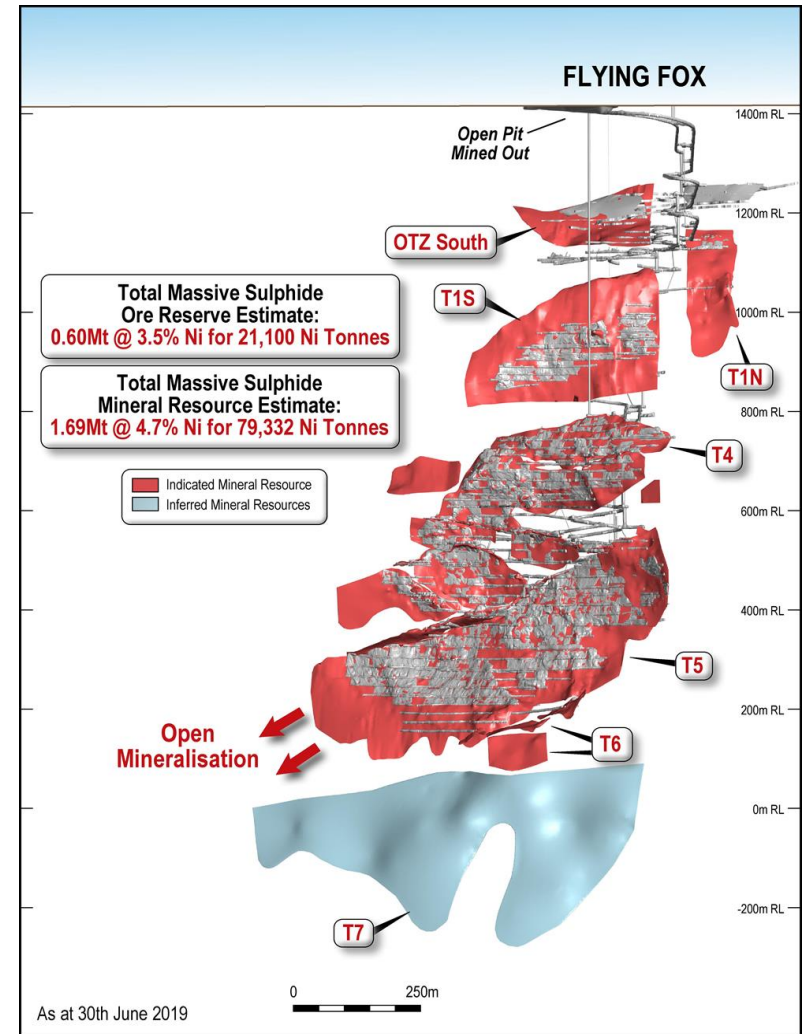 FLYING FOX
1400m RL
Open Pit
Mined Out
1200m RL
OTZ South
Total Massive Sulphide
Ore Reserve Estimate:
0.60Mt @ 3.5% Ni for 21,100 Ni Tonnes
T1S
1000m RL
T1N
Total Massive Sulphide
Mineral Resource Estimate:
1.69Mt @ 4.7% Ni for 79,332 Ni Tonnes
800m RL
T4
Indicated Mineral Resource
Inferred Mineral Resources
600m RL
400m RL
T5
200m RL
Open
Mineralisation
T6
0m RL
-200m RL
T7
0 250m
As at 30th June 2019